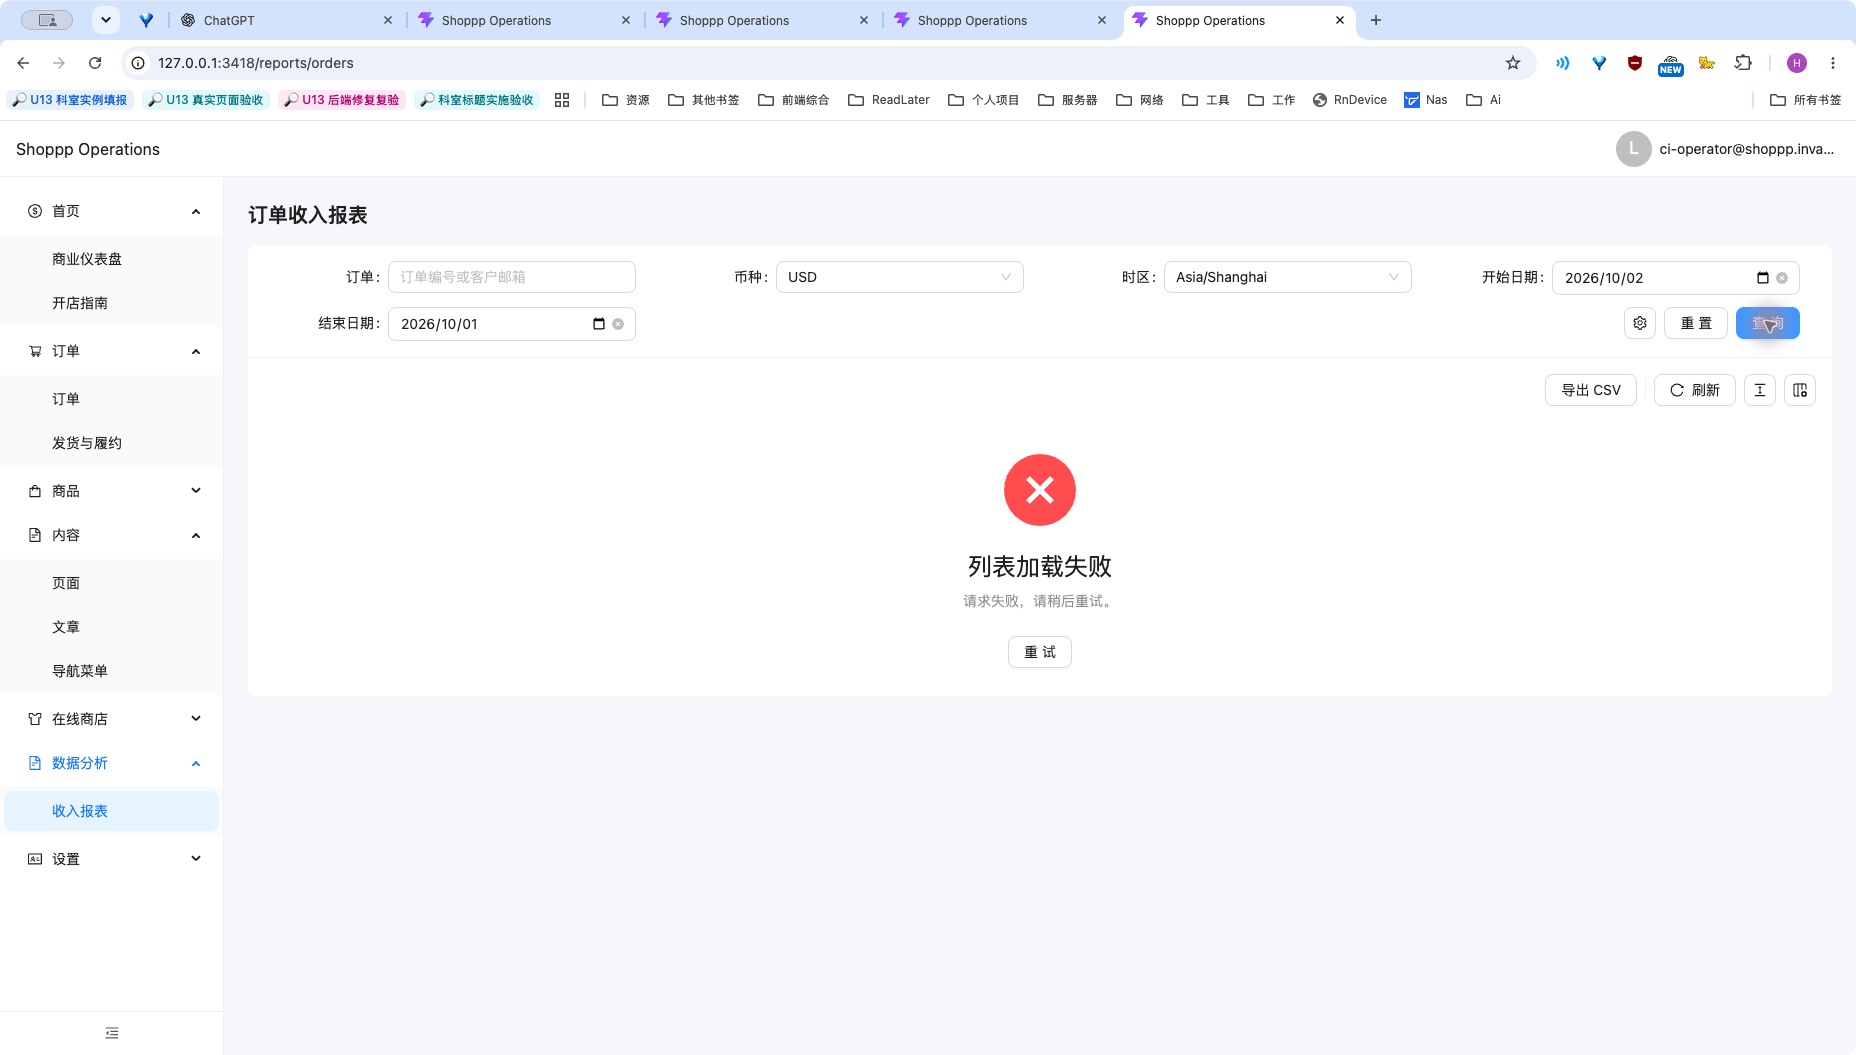 ChatGPT
Shoppp Operations
Shoppp Operations
Shoppp Operations
Shoppp Operations
127.0.0.1:3418/reports/orders
NEW
H
U13 科室实例填报
U13 真实页面验收
U13 后端修复复验
科室标题实施验收
资源
其他书签
前端综合
ReadLater
个人项目
服务器
网络
工具
工作
RnDevice
Nas
Ai
所有书签
Shoppp Operations
L
ci-operator@shoppp.inva...
首页
商业仪表盘
开店指南
订单
订单
发货与履约
商品
内容
页面
文章
导航菜单
在线商店
数据分析
收入报表
设置
订单收入报表
订单: 订单编号或客户邮箱
币种: USD
时区: Asia/Shanghai
开始日期: 2026/10/02
结束日期: 2026/10/01
重 置
导出 CSV
刷新
列表加载失败
请求失败，请稍后重试。
重 试